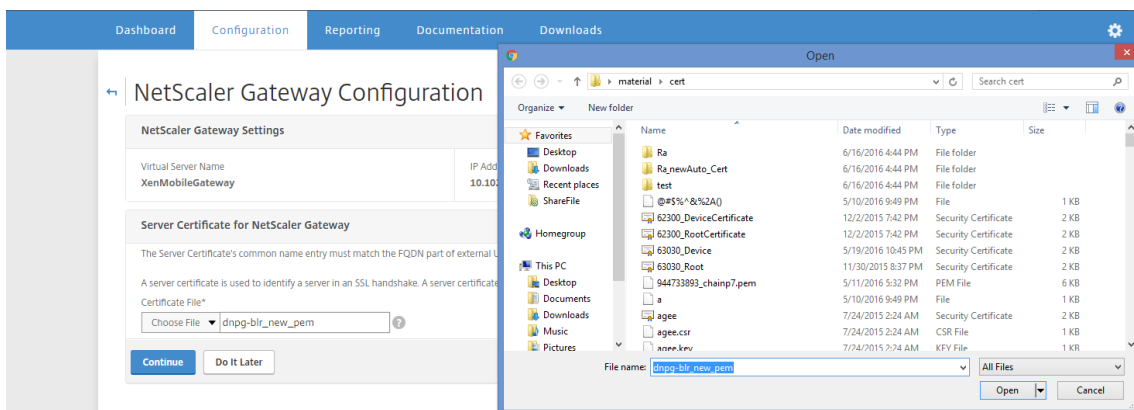 Dashboard Configuration Reporting Documentation Downloads
NetScaler Gateway Configuration
NetScaler Gateway Settings
Virtual Server Name IP Add
XenMobileGateway 10.102
Server Certificate for NetScaler Gateway
The Server Certificate's common name entry must match the FQDN part of external U
A server certificate is used to identify a server in an SSL handshake. A server certificate
Certificate File*
Choose File dnpg-blr_new_pem ?
Continue Do It Later
Open
material cert Search cert
Organize New folder
Favorites
Desktop
Downloads
Recent places
ShareFile
Homegroup
This PC
Desktop
Documents
Downloads
Music
Pictures
Name Date modified Type Size
Ra 6/16/2016 4:44 PM File folder
Ra_newAuto_Cert 6/16/2016 4:44 PM File folder
test 6/16/2016 4:44 PM File folder
@#$%^&%2A() 5/10/2016 9:49 PM File 1 KB
62300_DeviceCertificate 12/2/2015 7:42 PM Security Certificate 2 KB
62300_RootCertificate 12/2/2015 7:42 PM Security Certificate 2 KB
63030_Device 5/19/2016 10:45 PM Security Certificate 2 KB
63030_Root 11/30/2015 8:37 PM Security Certificate 2 KB
944733893_chainp7.pem 5/11/2016 5:32 PM PEM File 6 KB
a 5/10/2016 9:49 PM File 1 KB
agee 7/24/2015 2:24 AM Security Certificate 2 KB
agee.csr 7/24/2015 2:24 AM CSR File 1 KB
agee.key 7/24/2015 2:24 AM KEY File 1 KB
File name: dnpg-blr_new_pem All Files
Open Cancel